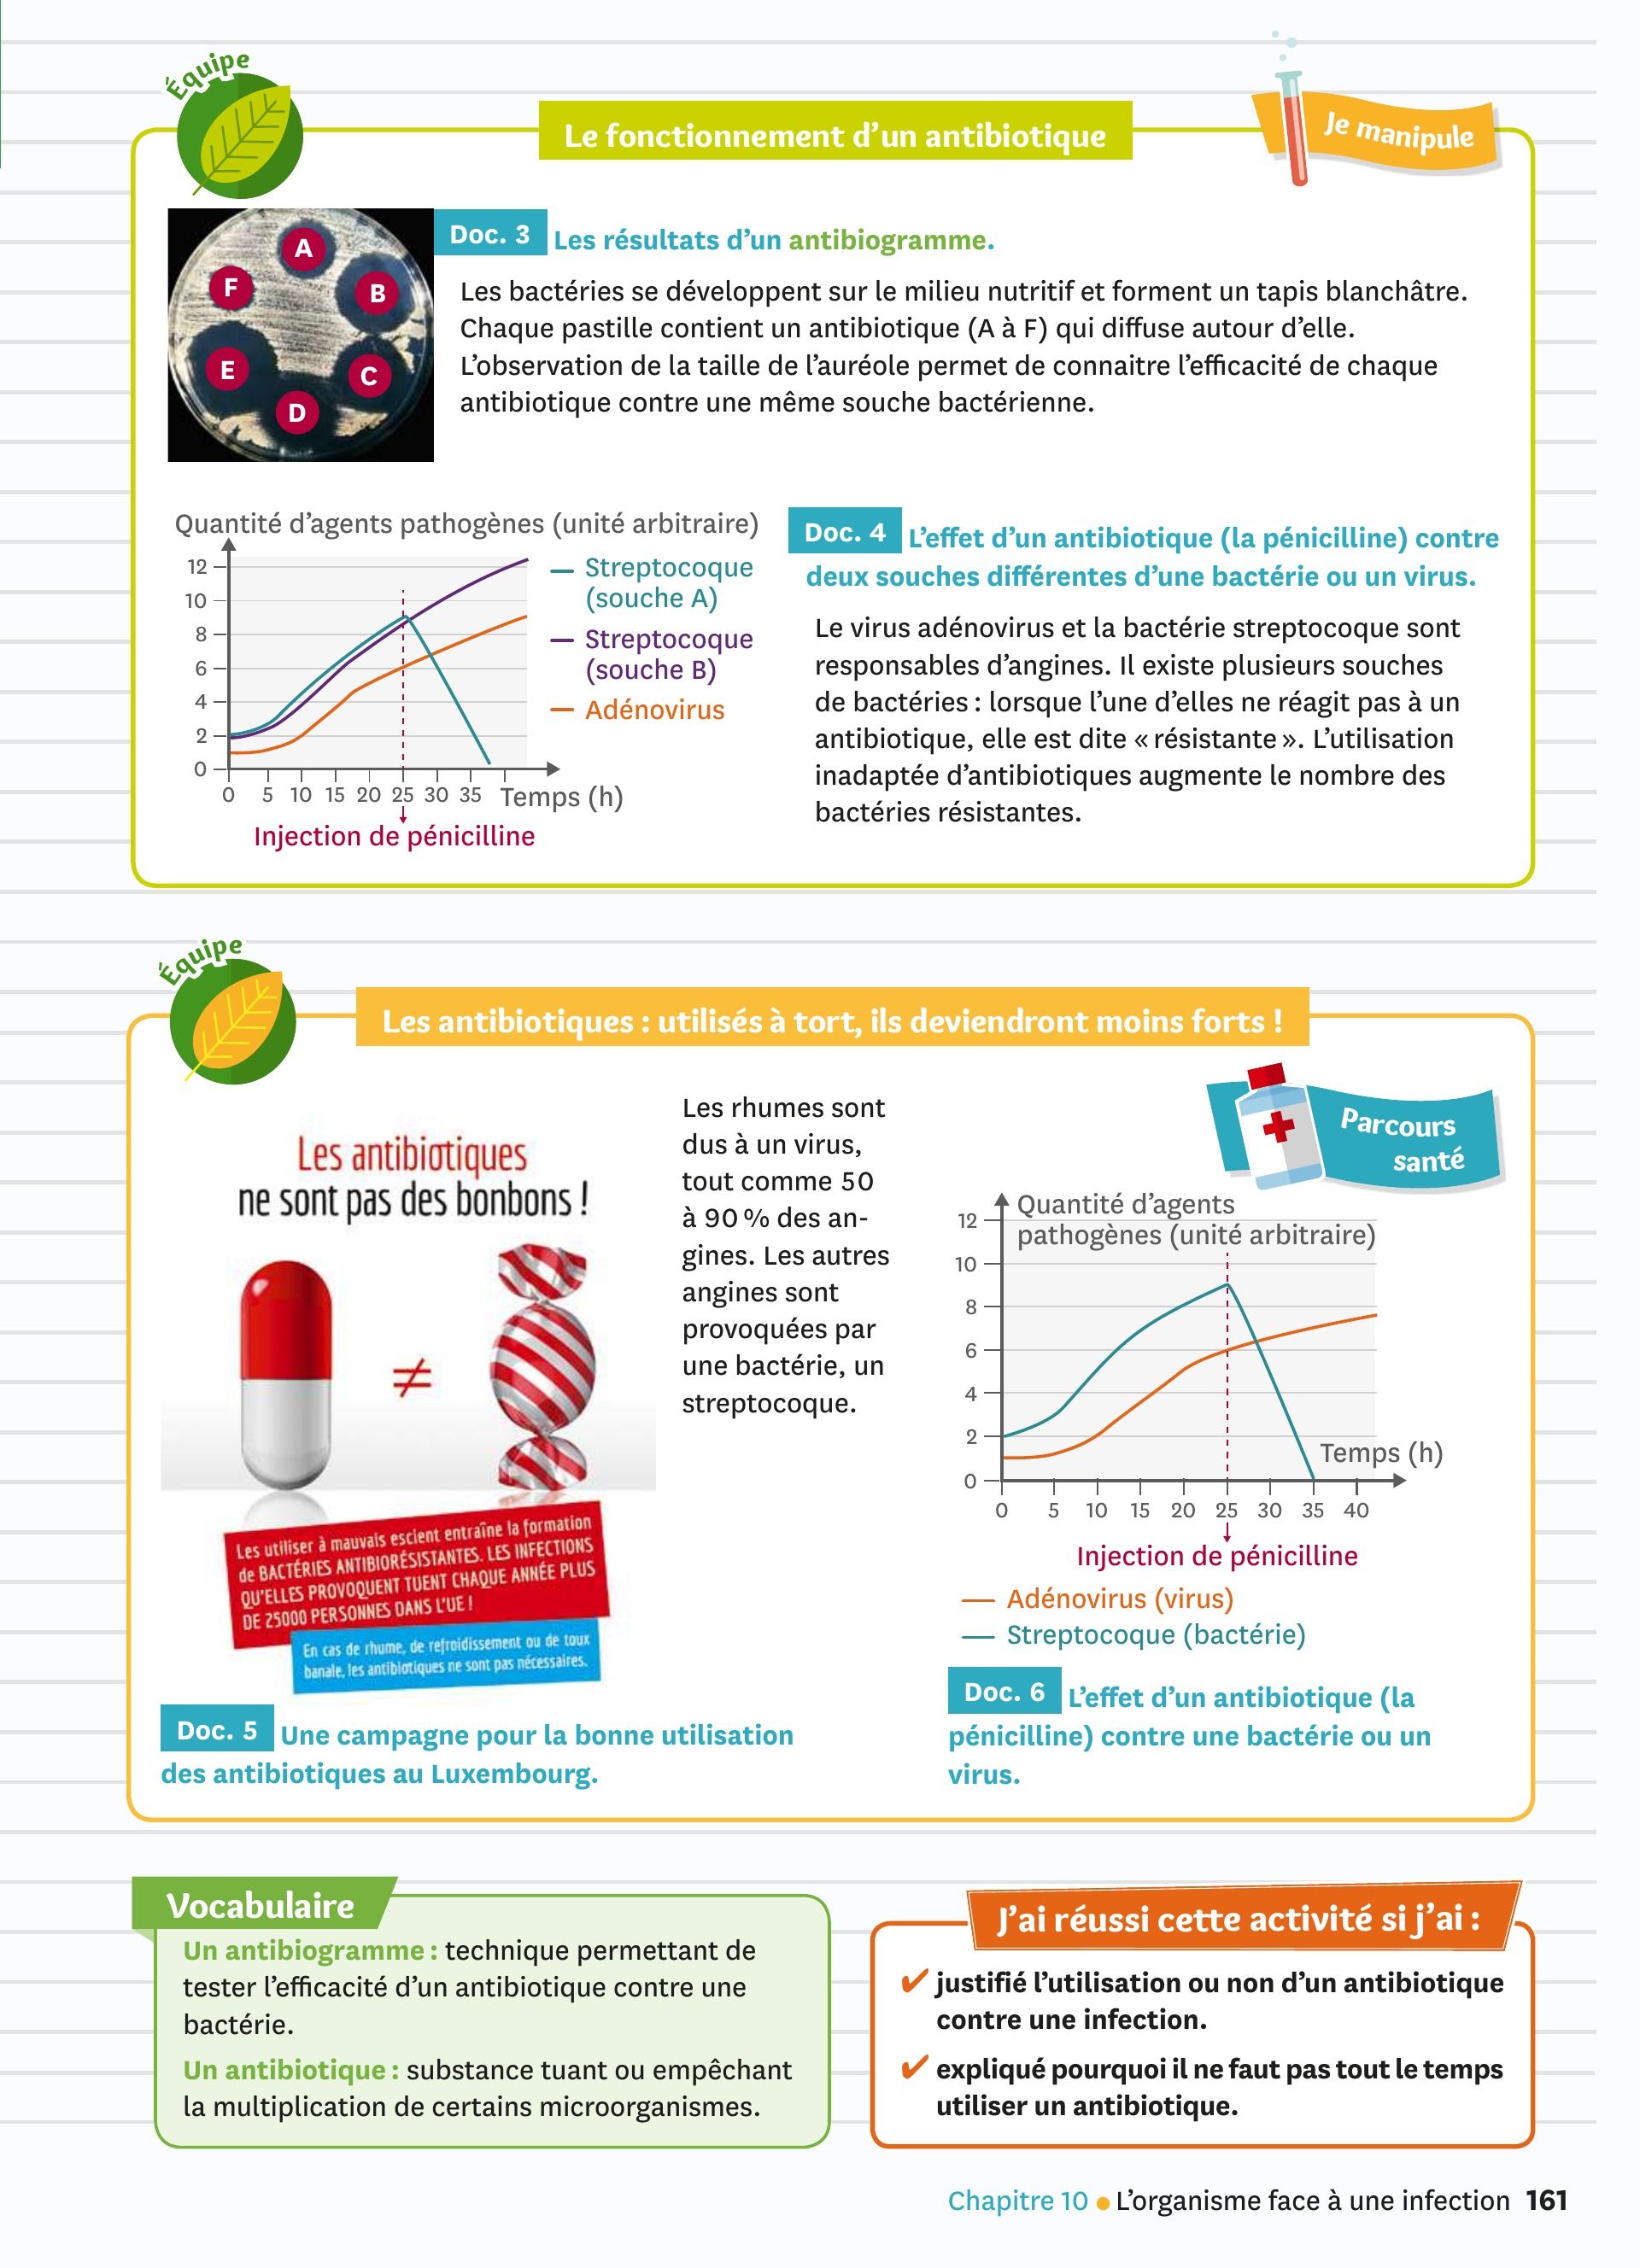 Équipe
Le fonctionnement d'un antibiotique
Je manipule
A
B
C
D
E
F
Doc. 3 Les résultats d'un antibiogramme.
Les bactéries se développent sur le milieu nutritif et forment un tapis blanchâtre.
Chaque pastille contient un antibiotique (A à F) qui diffuse autour d'elle.
L'observation de la taille de l'auréole permet de connaitre l'efficacité de chaque
antibiotique contre une même souche bactérienne.
Quantité d'agents pathogènes (unité arbitraire)
12
10
8
6
4
2
0
0 5 10 15 20 25 30 35 Temps (h)
Injection de pénicilline
Streptocoque
(souche A)
Streptocoque
(souche B)
Adénovirus
Doc. 4 L'effet d'un antibiotique (la pénicilline) contre
deux souches différentes d'une bactérie ou un virus.
Le virus adénovirus et la bactérie streptocoque sont
responsables d'angines. Il existe plusieurs souches
de bactéries : lorsque l'une d'elles ne réagit pas à un
antibiotique, elle est dite « résistante ». L'utilisation
inadaptée d'antibiotiques augmente le nombre des
bactéries résistantes.
Équipe
Les antibiotiques : utilisés à tort, ils deviendront moins forts !
Parcours
santé
Les antibiotiques
ne sont pas des bonbons !
≠
Les utiliser à mauvais escient entraîne la formation
de BACTÉRIES ANTIBIORÉSISTANTES. LES INFECTIONS
QU'ELLES PROVOQUENT TUENT CHAQUE ANNÉE PLUS
DE 25000 PERSONNES DANS L'UE !
En cas de rhume, de refroidissement ou de toux
banale, les antibiotiques ne sont pas nécessaires.
Doc. 5 Une campagne pour la bonne utilisation
des antibiotiques au Luxembourg.
Les rhumes sont
dus à un virus,
tout comme 50
à 90 % des an-
gines. Les autres
angines sont
provoquées par
une bactérie, un
streptocoque.
Quantité d'agents
pathogènes (unité arbitraire)
12
10
8
6
4
2
0
Temps (h)
0 5 10 15 20 25 30 35 40
Injection de pénicilline
Adénovirus (virus)
Streptocoque (bactérie)
Doc. 6 L'effet d'un antibiotique (la
pénicilline) contre une bactérie ou un
virus.
Vocabulaire
Un antibiogramme : technique permettant de
tester l'efficacité d'un antibiotique contre une
bactérie.
Un antibiotique : substance tuant ou empêchant
la multiplication de certains microorganismes.
J'ai réussi cette activité si j'ai :
✔ justifié l'utilisation ou non d'un antibiotique
contre une infection.
✔ expliqué pourquoi il ne faut pas tout le temps
utiliser un antibiotique.
Chapitre 10 • L'organisme face à une infection 161